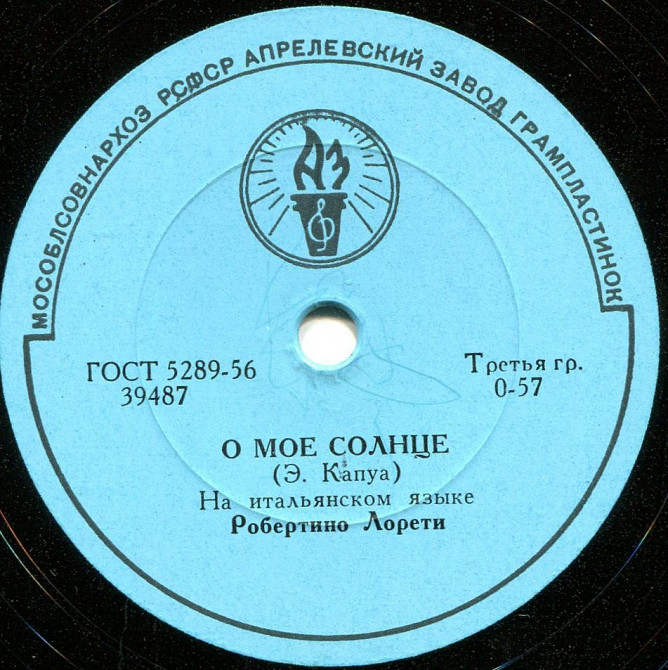 МОСОБЛСОВНАРХОЗ РСФСР АПРЕЛЕВСКИЙ ЗАВОД ГРАМПЛАСТИНОК
АЗ
ГОСТ 5289-56
39487
Третья гр.
0-57
О МОЕ СОЛНЦЕ
(Э. Капуа)
На итальянском языке
Робертино Лорети